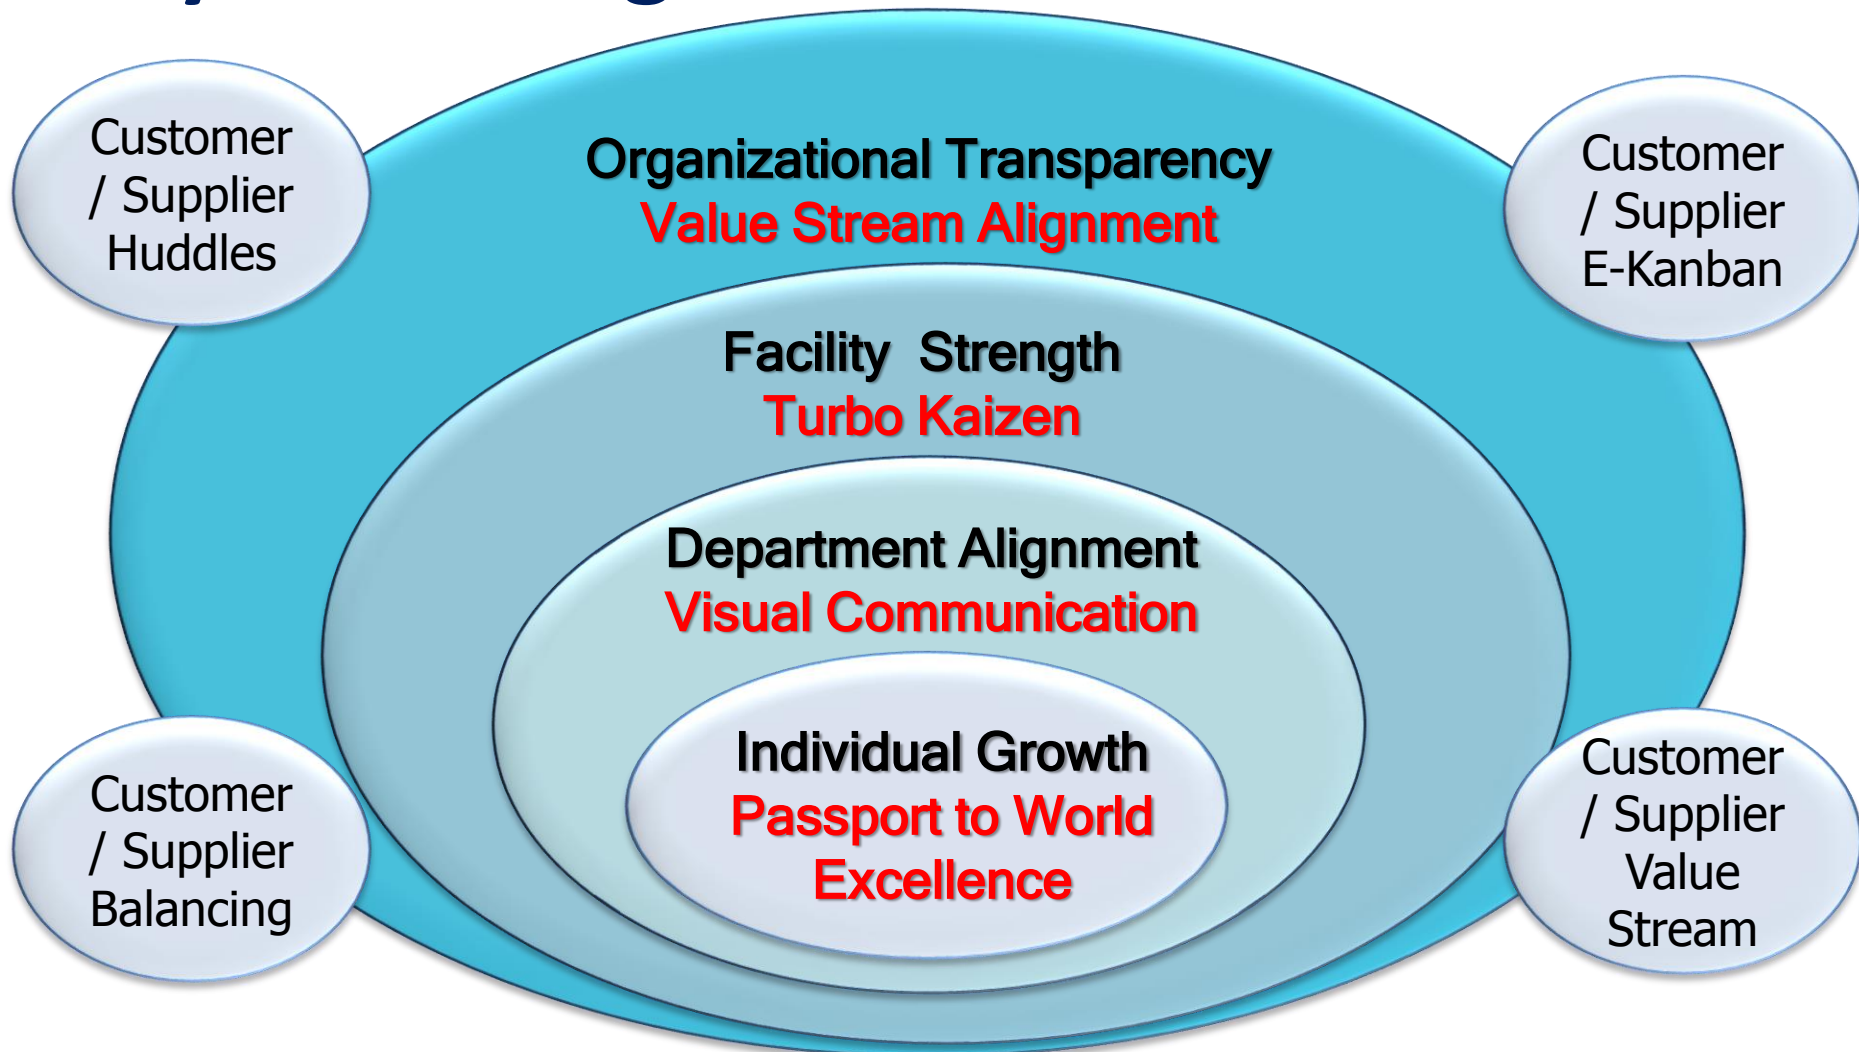 Customer
/ Supplier
Huddles
Organizational Transparency
Value Stream Alignment
Customer
/ Supplier
E-Kanban
Facility  Strength
Turbo Kaizen
Department Alignment
Visual Communication
Individual Growth
Passport to World
Excellence
Customer
/ Supplier
Balancing
Customer
/ Supplier
Value
Stream